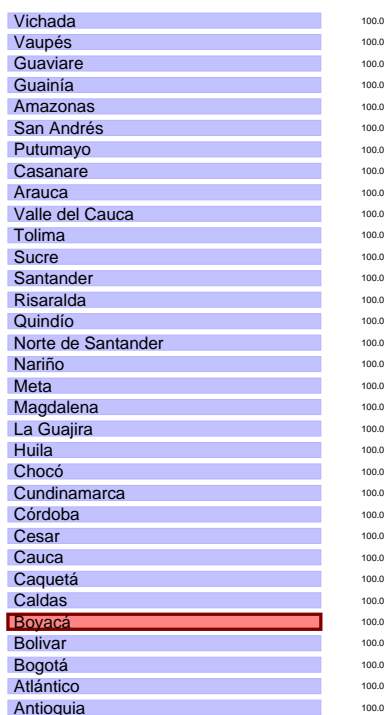 Vichada 100.0
Vaupés 100.0
Guaviare 100.0
Guainía 100.0
Amazonas 100.0
San Andrés 100.0
Putumayo 100.0
Casanare 100.0
Arauca 100.0
Valle del Cauca 100.0
Tolima 100.0
Sucre 100.0
Santander 100.0
Risaralda 100.0
Quindío 100.0
Norte de Santander 100.0
Nariño 100.0
Meta 100.0
Magdalena 100.0
La Guajira 100.0
Huila 100.0
Chocó 100.0
Cundinamarca 100.0
Córdoba 100.0
Cesar 100.0
Cauca 100.0
Caquetá 100.0
Caldas 100.0
Boyacá 100.0
Bolivar 100.0
Bogotá 100.0
Atlántico 100.0
Antioquia 100.0